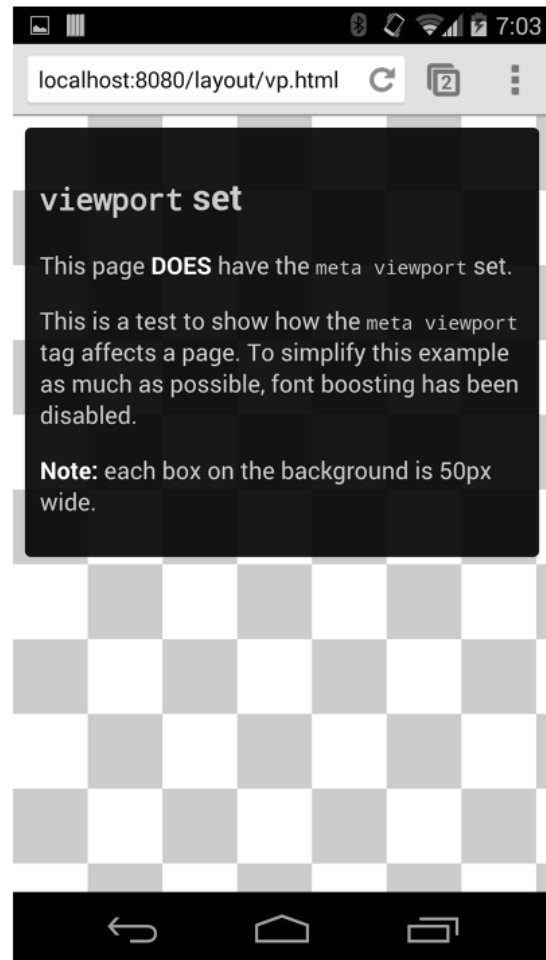 7:03
localhost:8080/layout/vp.html
2
viewport set
This page DOES have the meta viewport set.
This is a test to show how the meta viewport
tag affects a page. To simplify this example
as much as possible, font boosting has been
disabled.
Note: each box on the background is 50px
wide.